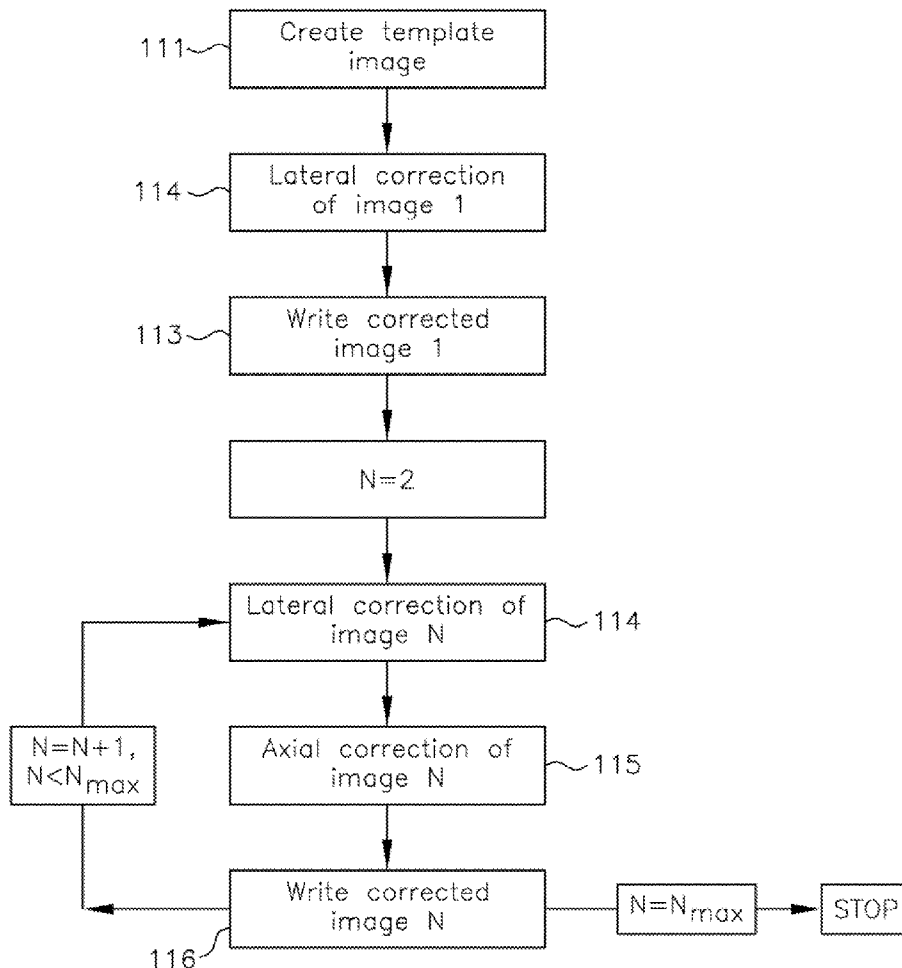 Create template
image
111
Lateral correction
of image 1
114
Write corrected
image 1
113
N=2
Lateral correction of
image N
114
Axial correction of
image N
115
N=N+1,
N<Nmax
Write corrected
image N
116
N=Nmax
STOP